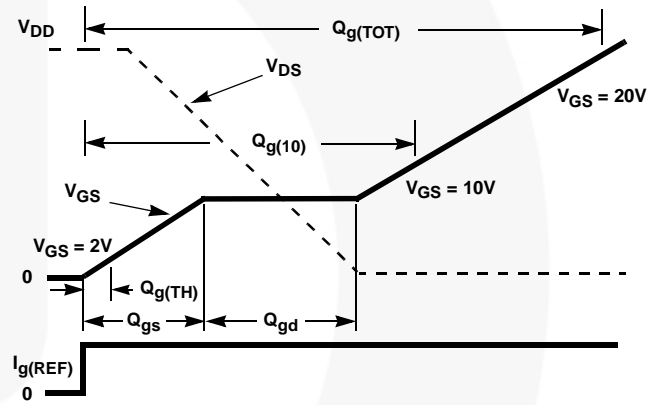 V_DD
Q_g(TOT)
V_DS
V_GS = 20V
Q_g(10)
V_GS
V_GS = 10V
V_GS = 2V
0
Q_g(TH)
Q_gs
Q_gd
I_g(REF)
0